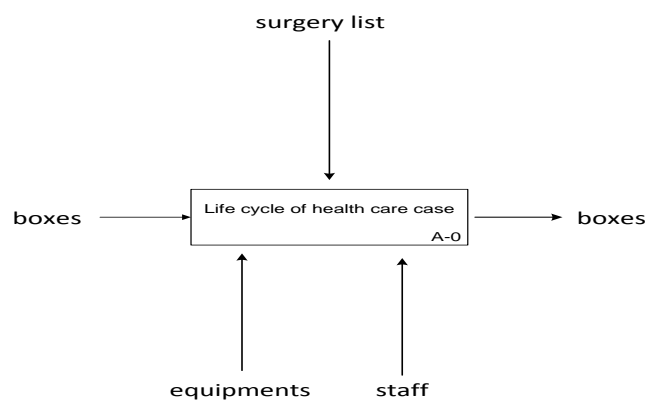 surgery list
boxes
Life cycle of health care case
boxes
A-0
equipments
staff